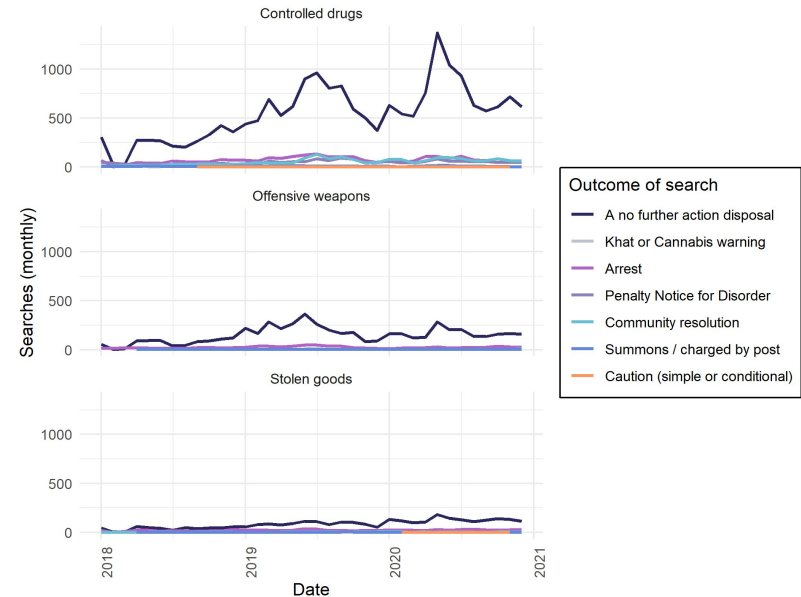 Controlled drugs
1000
500
0
Offensive weapons
1000
500
0
Stolen goods
1000
500
0
2018
2019
2020
2021
Date
Searches (monthly)
Outcome of search
A no further action disposal
Khat or Cannabis warning
Arrest
Penalty Notice for Disorder
Community resolution
Summons / charged by post
Caution (simple or conditional)